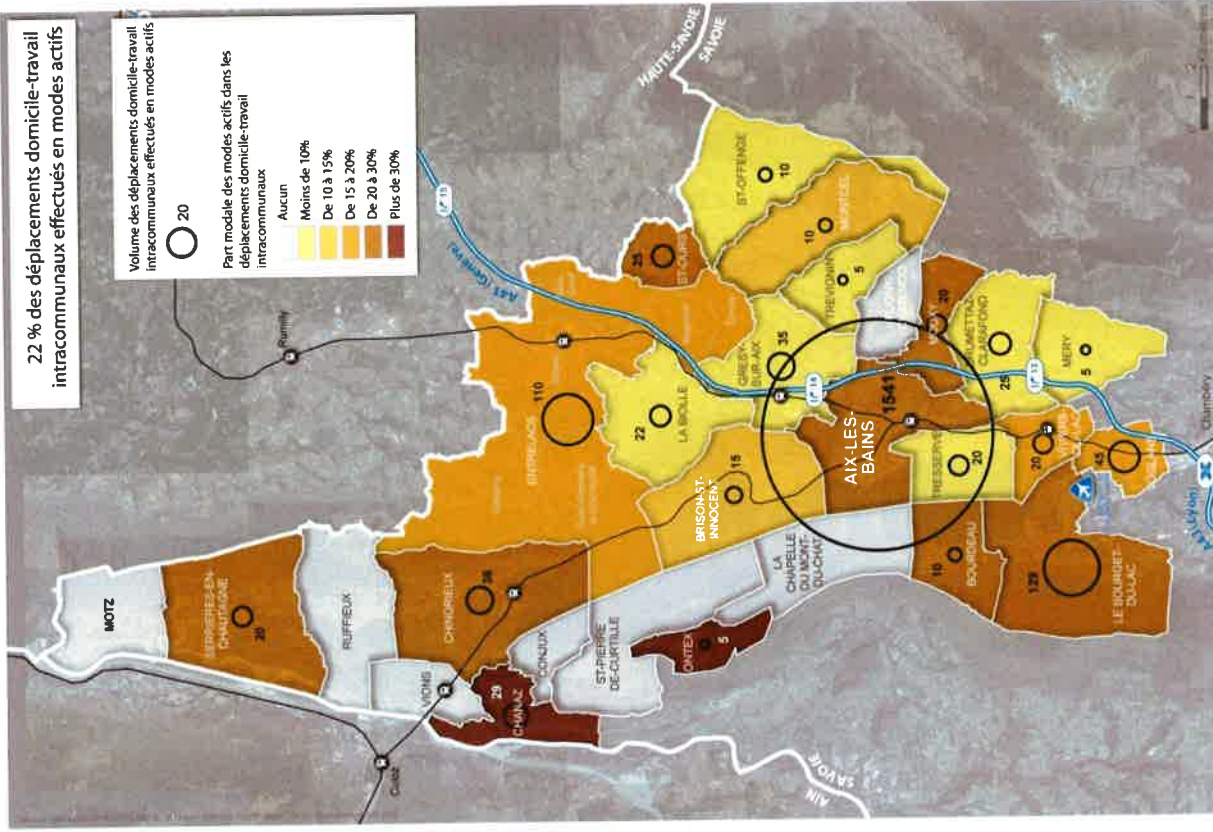 22 % des déplacements domicile-travail
intracommunaux effectués en modes actifs
Volume des déplacements domicile-travail
intracommunaux effectués en modes actifs
20
Part modale des modes actifs dans les
déplacements domicile-travail
intracommunaux
Aucun
Moins de 10%
De 10 à 15%
De 15 à 20%
De 20 à 30%
Plus de 30%
HAUTE-SAVOIE
SAVOIE
A41 (Genève)
15
Rumilly
MOTZ
SERRIERES-EN-
CHAUTAGNE
20
RUFFIEUX
VIONS
CHINDRIEUX
Culoz
29
CHANAZ
CONJUX
ST-PIERRE
DE-CURTILLE
ONTEX
5
LA
CHAPELLE
DU MONT-
DU-CHAT
AIN
SAVOIE
ENTRELACS
110
LA BIOLLE
22
BRISON-ST-
INNOCENT
15
GRESY-
SUR-AIX
35
14
ST-OURS
25
ST-OFFENGE
10
MONTCEL
10
TREVIGNIN
5
AIX-LES-
BAINS
1541
20
DRUMETTAZ-
CLARAFOND
25
13
MERY
5
TRESSERVE
20
20
45
BOURDEAU
10
LE BOURGET-
DU-LAC
129
Chambéry